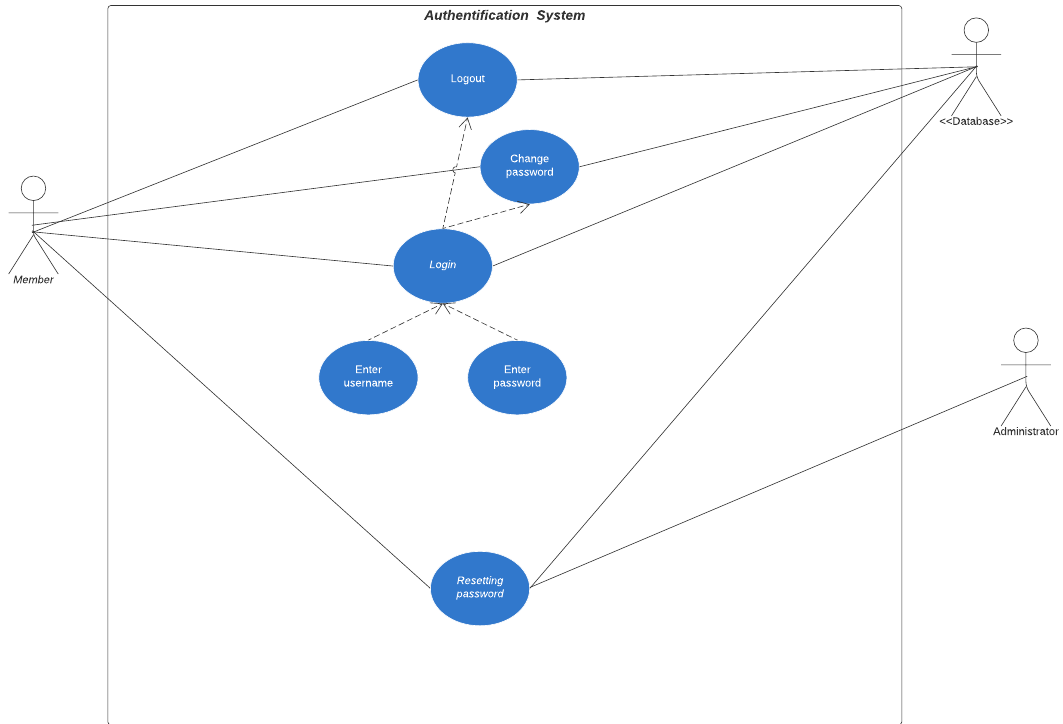 Authentification System
Logout
<<Database>>
Change
password
Login
Member
Enter
username
Enter
password
Administrator
Resetting
password